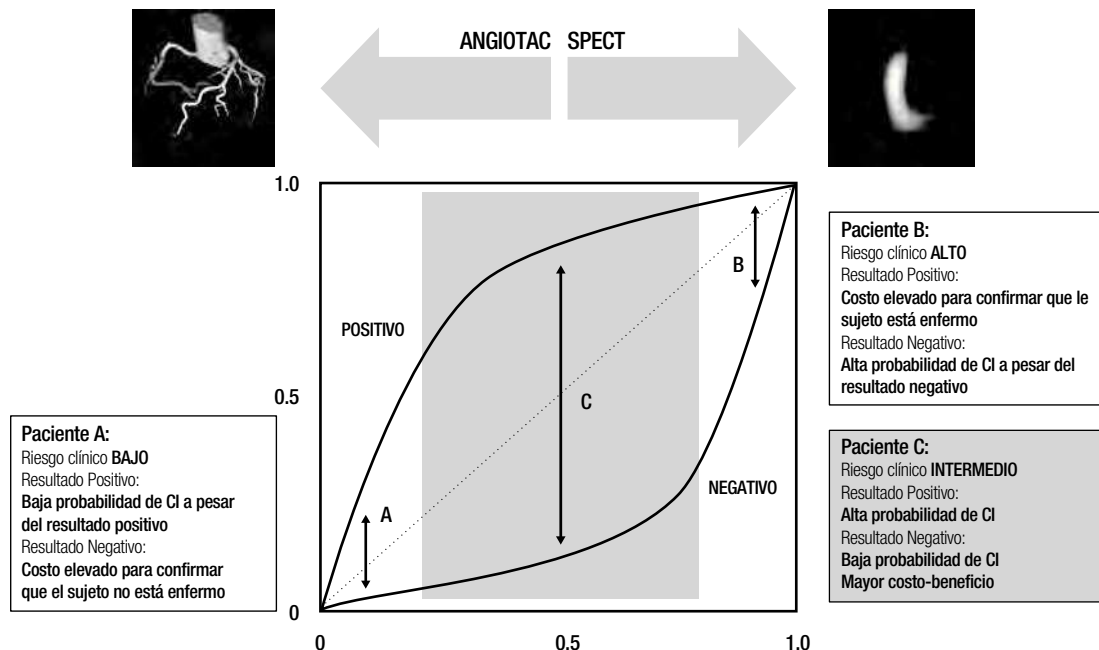 ANGIOTAC SPECT
1.0
POSITIVO
0.5
C
B
A
NEGATIVO
0
0
0.5
1.0
Paciente A:
Riesgo clínico BAJO
Resultado Positivo:
Baja probabilidad de CI a pesar
del resultado positivo
Resultado Negativo:
Costo elevado para confirmar
que el sujeto no está enfermo
Paciente B:
Riesgo clínico ALTO
Resultado Positivo:
Costo elevado para confirmar que le
sujeto está enfermo
Resultado Negativo:
Alta probabilidad de CI a pesar del
resultado negativo
Paciente C:
Riesgo clínico INTERMEDIO
Resultado Positivo:
Alta probabilidad de CI
Resultado Negativo:
Baja probabilidad de CI
Mayor costo-beneficio